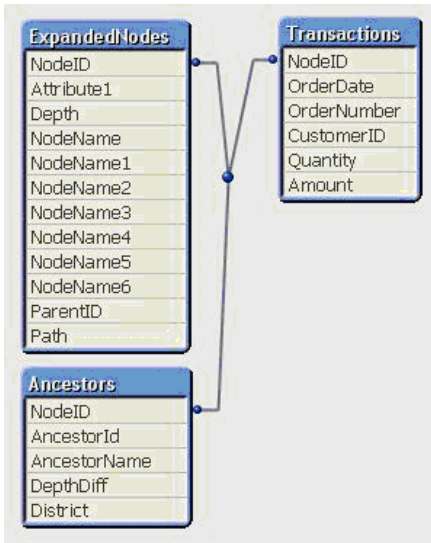 ExpandedNodes
NodeID
Attribute1
Depth
NodeName
NodeName1
NodeName2
NodeName3
NodeName4
NodeName5
NodeName6
ParentID
Path
Transactions
NodeID
OrderDate
OrderNumber
CustomerID
Quantity
Amount
Ancestors
NodeID
AncestorId
AncestorName
DepthDiff
District